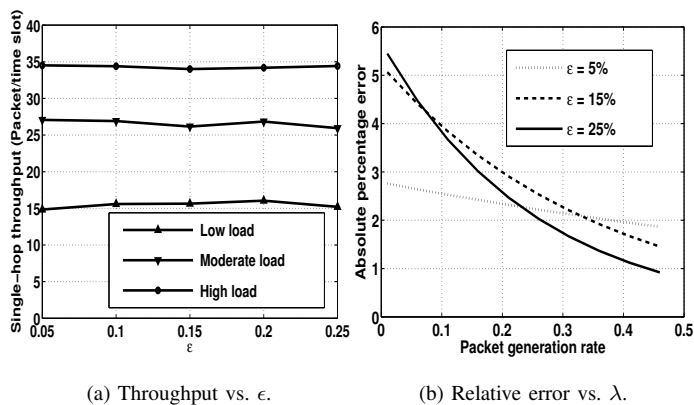 Single-hop throughput (Packet/time slot)
40
35
30
25
20
15
10
5
0
Low load
Moderate load
High load
0.05 0.1 0.15 0.2 0.25
ε
(a) Throughput vs. ϵ.
Absolute percentage error
6
5
4
3
2
1
0
ε = 5%
ε = 15%
ε = 25%
0 0.1 0.2 0.3 0.4 0.5
Packet generation rate
(b) Relative error vs. λ.